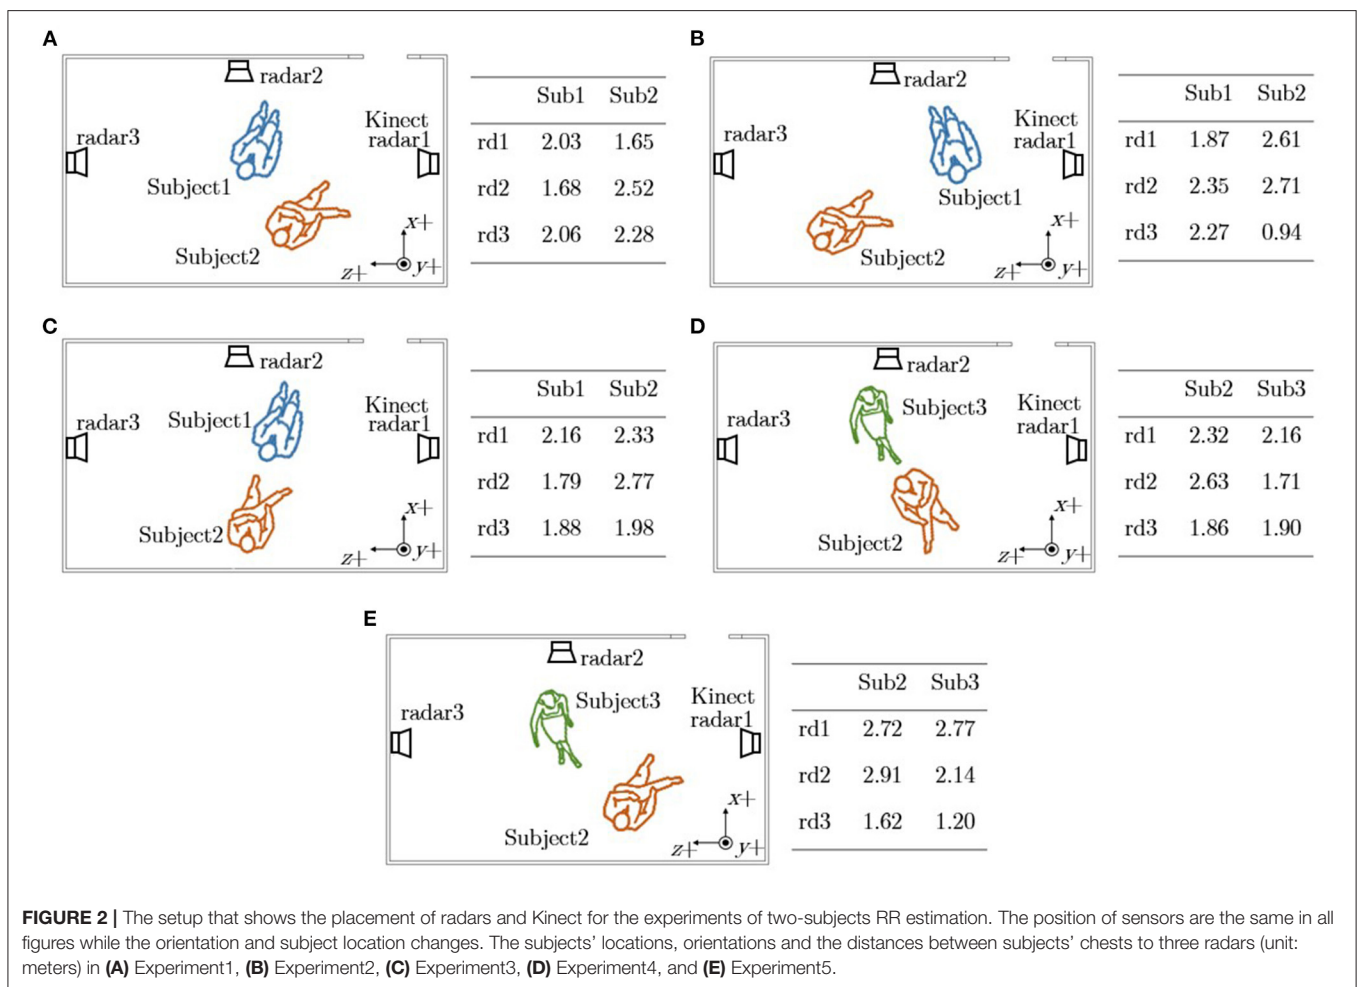 A
radar2
Kinect
radar3
radar1
Subject1
Subject2
x+
z+
y+
Sub1 Sub2
rd1 2.03 1.65
rd2 1.68 2.52
rd3 2.06 2.28
B
radar2
Kinect
radar3
radar1
Subject1
Subject2
x+
z+
y+
Sub1 Sub2
rd1 1.87 2.61
rd2 2.35 2.71
rd3 2.27 0.94
C
radar2
Kinect
radar3
Subject1
radar1
Subject2
x+
z+
y+
Sub1 Sub2
rd1 2.16 2.33
rd2 1.79 2.77
rd3 1.88 1.98
D
radar2
Subject3
Kinect
radar3
radar1
Subject2
x+
z+
y+
Sub2 Sub3
rd1 2.32 2.16
rd2 2.63 1.71
rd3 1.86 1.90
E
radar2
Subject3
Kinect
radar3
radar1
Subject2
x+
z+
y+
Sub2 Sub3
rd1 2.72 2.77
rd2 2.91 2.14
rd3 1.62 1.20
FIGURE 2 | The setup that shows the placement of radars and Kinect for the experiments of two-subjects RR estimation. The position of sensors are the same in all
figures while the orientation and subject location changes. The subjects' locations, orientations and the distances between subjects' chests to three radars (unit:
meters) in (A) Experiment1, (B) Experiment2, (C) Experiment3, (D) Experiment4, and (E) Experiment5.